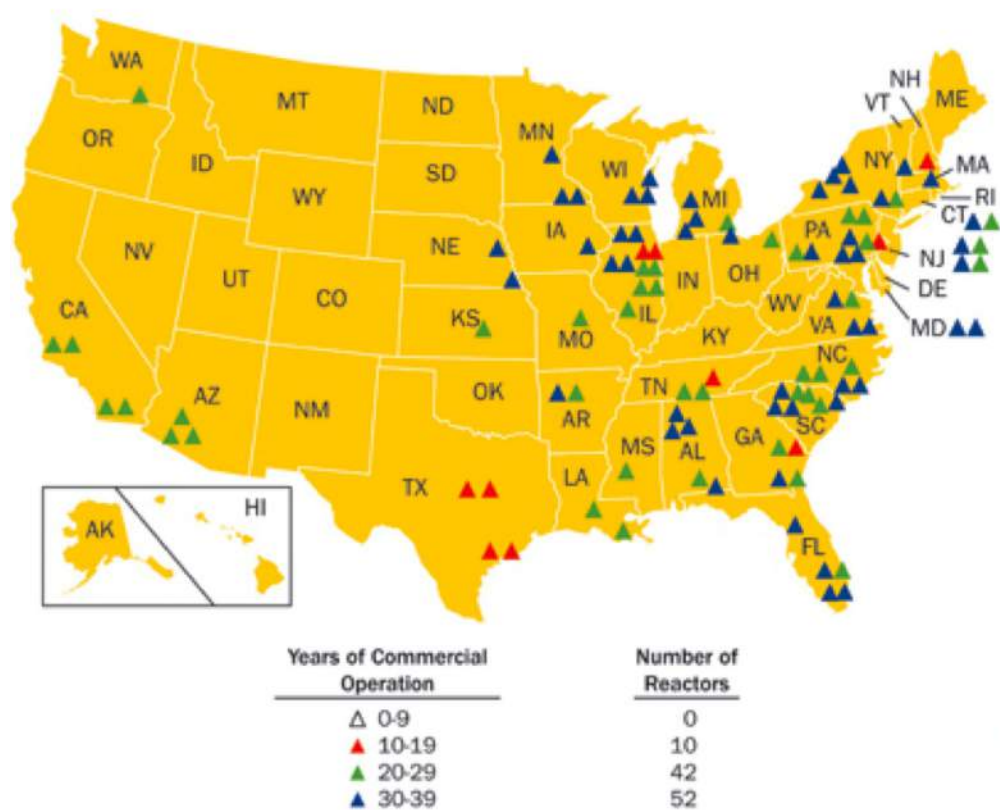 WA
MT
ND
MN
VT
NH
ME
OR
ID
SD
WI
MI
NY
MA
RI
CT
WY
NE
IA
PA
NJ
NV
UT
CO
IL
IN
OH
WV
VA
DE
MD
CA
KS
MO
KY
NC
AZ
NM
OK
AR
TN
SC
TX
LA
MS
AL
GA
FL
AK
HI
Years of Commercial
Operation
Number of
Reactors
0-9 0
10-19 10
20-29 42
30-39 52